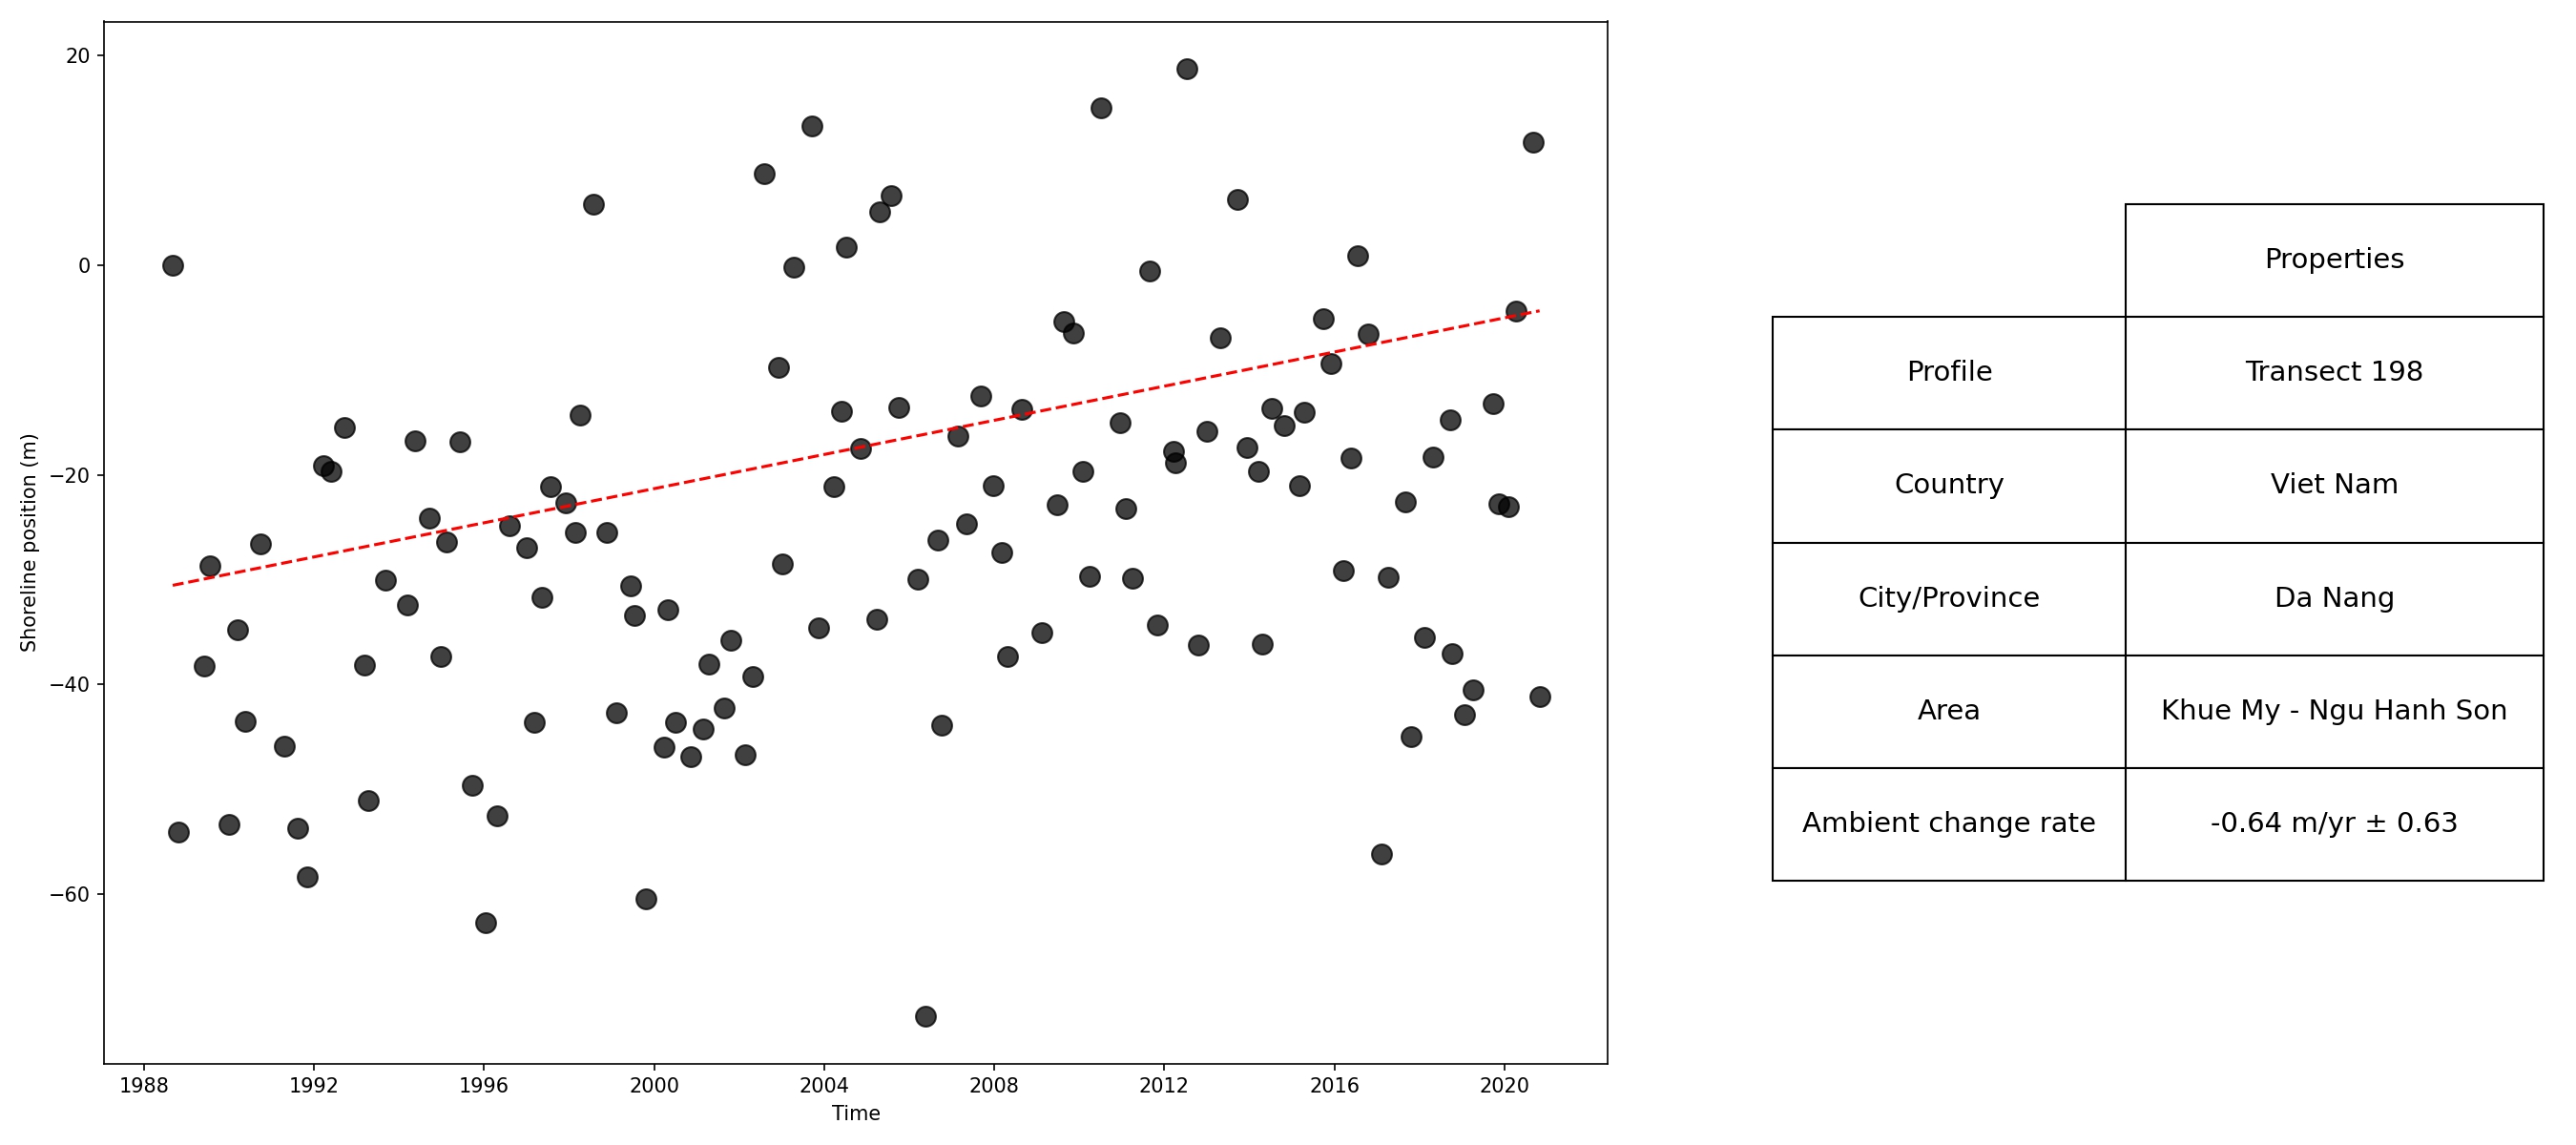 20
0
−20
−40
−60
Shoreline position (m)
1988 1992 1996 2000 2004 2008 2012 2016 2020
Time
Properties
Profile Transect 198
Country Viet Nam
City/Province Da Nang
Area Khue My - Ngu Hanh Son
Ambient change rate -0.64 m/yr ± 0.63